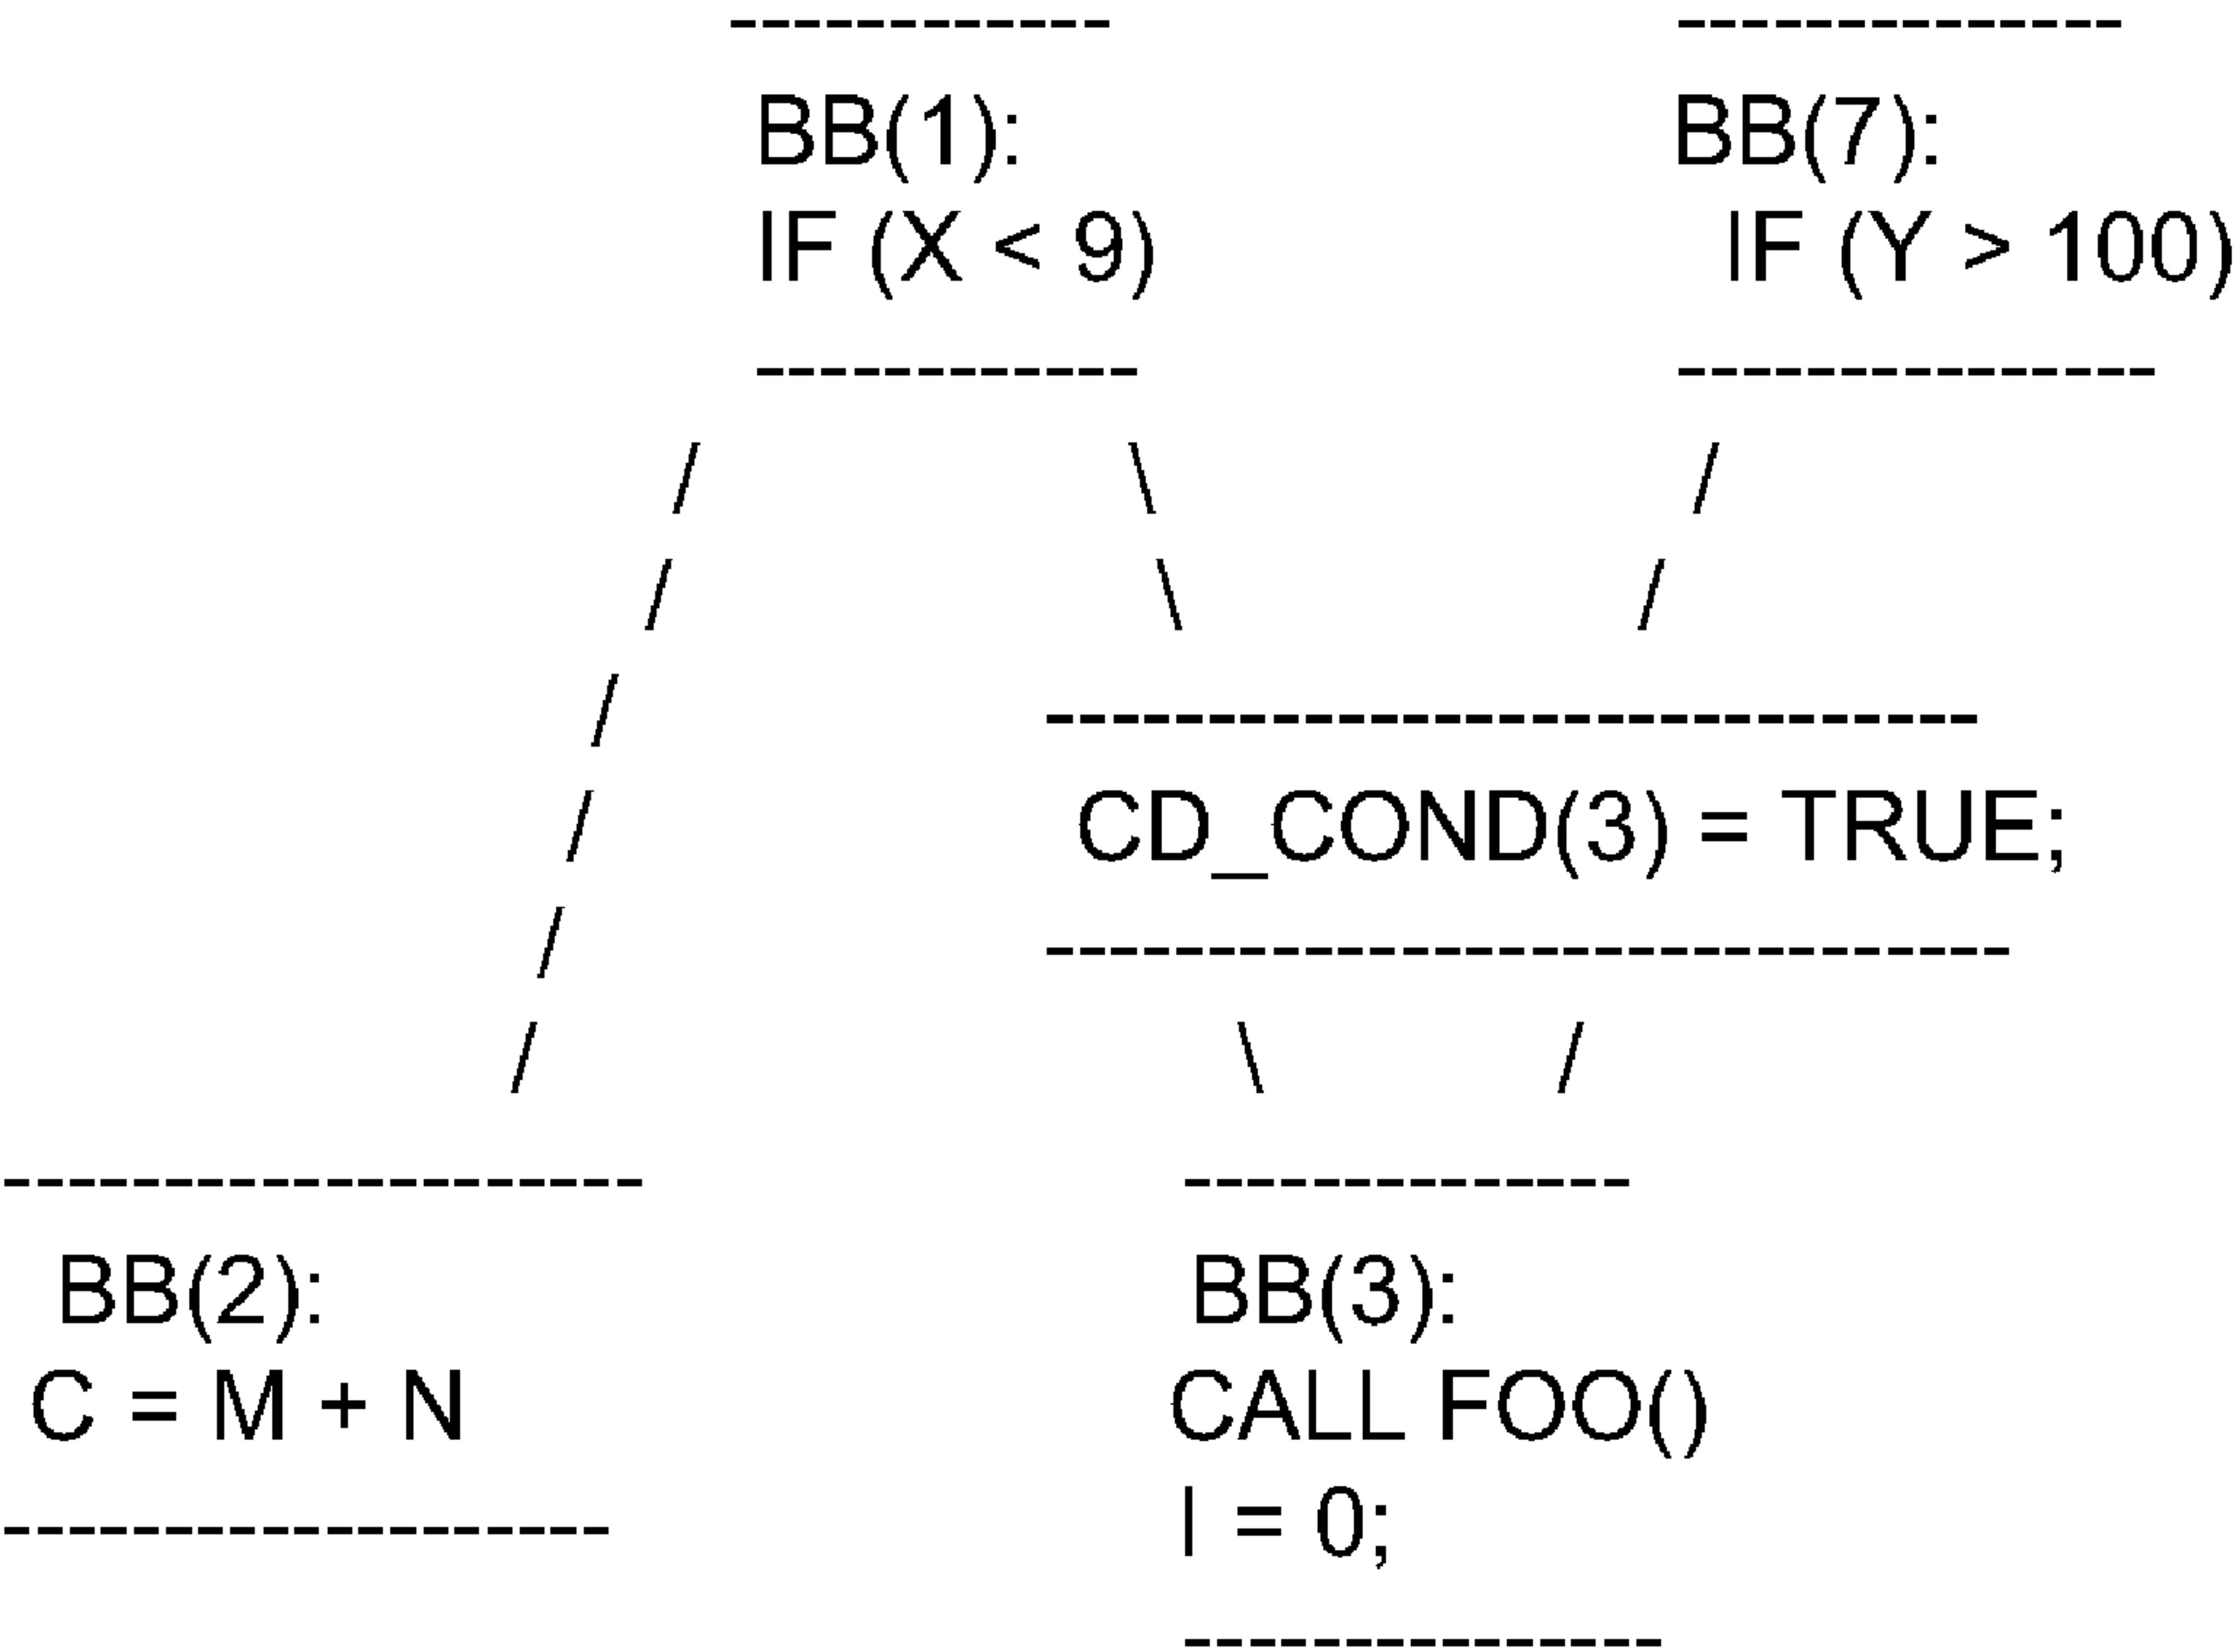 BB(1):
IF (X < 9)
BB(7):
IF (Y > 100)
CD_COND(3) = TRUE;
BB(2):
C = M + N
BB(3):
CALL FOO()
I = 0;